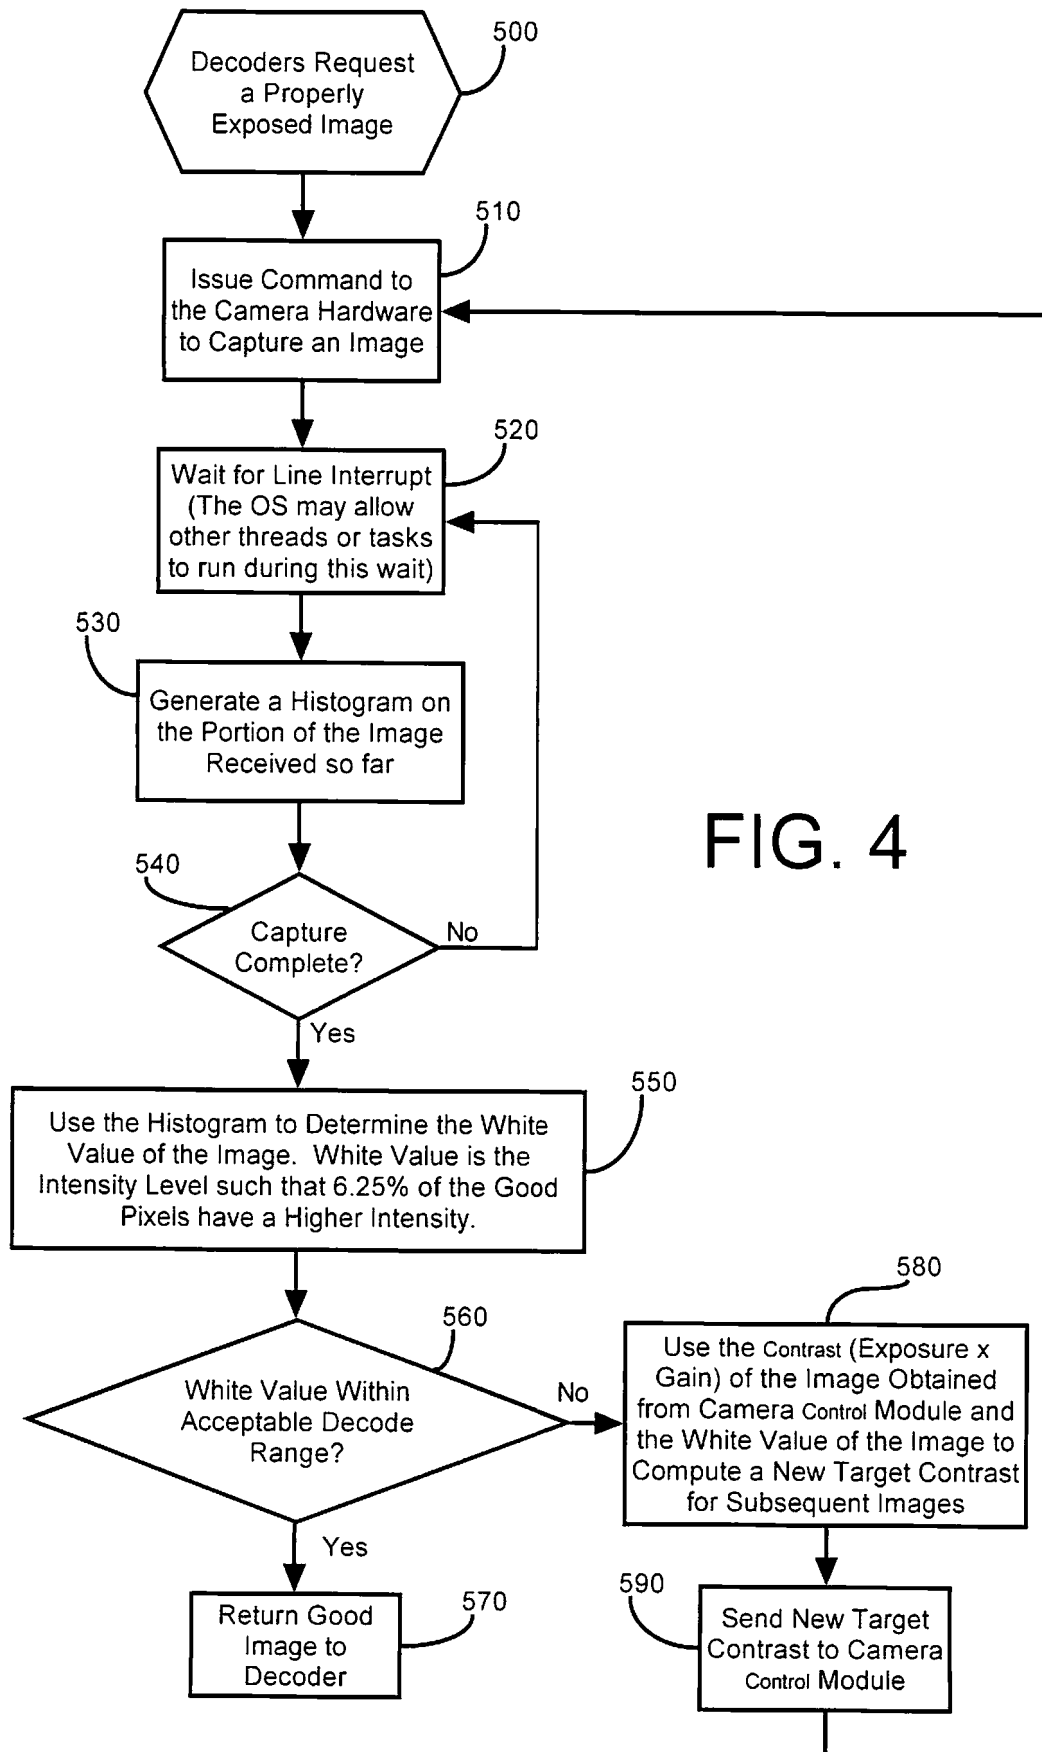 500
Decoders Request
a Properly
Exposed Image
510
Issue Command to
the Camera Hardware
to Capture an Image
520
Wait for Line Interrupt
(The OS may allow
other threads or tasks
to run during this wait)
530
Generate a Histogram on
the Portion of the Image
Received so far
FIG. 4
540
Capture
Complete?
No
Yes
550
Use the Histogram to Determine the White
Value of the Image. White Value is the
Intensity Level such that 6.25% of the Good
Pixels have a Higher Intensity.
560
White Value Within
Acceptable Decode
Range?
No
Yes
580
Use the Contrast (Exposure x
Gain) of the Image Obtained
from Camera Control Module and
the White Value of the Image to
Compute a New Target Contrast
for Subsequent Images
570
Return Good
Image to
Decoder
590
Send New Target
Contrast to Camera
Control Module